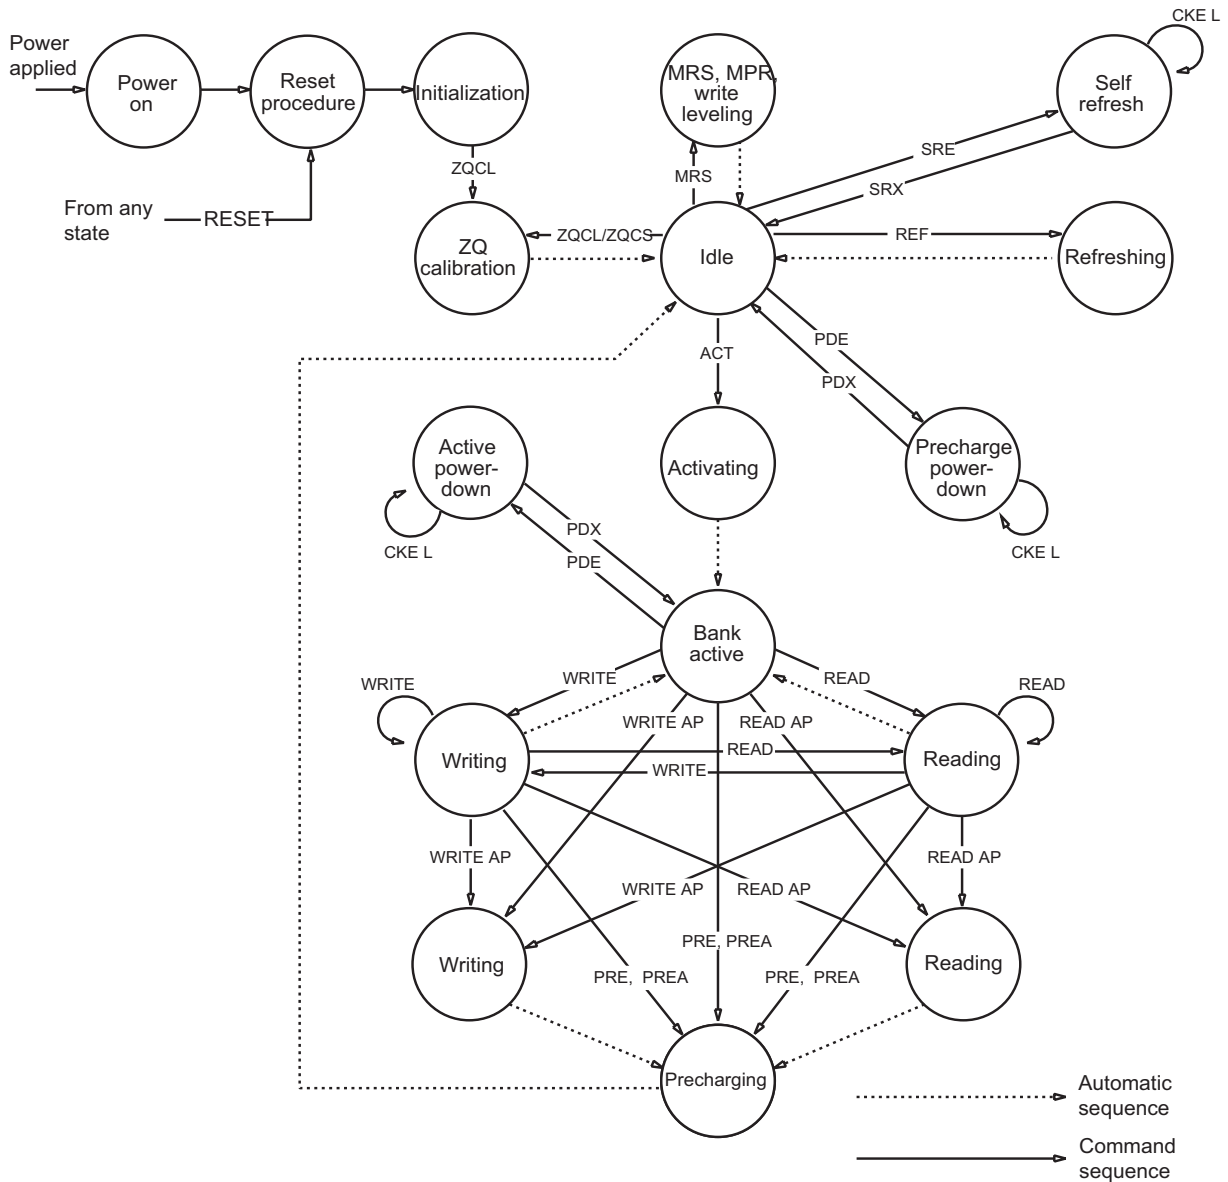 CKE L
Power
applied
Power
on
Reset
procedure
Initialization
MRS, MPR,
write
leveling
Self
refresh
ZQCL
MRS
SRE
SRX
From any
state
RESET
ZQ
calibration
ZQCL/ZQCS
Idle
REF
Refreshing
ACT
PDE
PDX
Active
power-
down
Activating
Precharge
power-
down
CKE L
PDX
PDE
CKE L
Bank
active
WRITE
WRITE
READ
READ
WRITE AP
READ AP
Writing
READ
WRITE
Reading
WRITE AP
READ AP
WRITE AP
READ AP
PRE, PREA
Writing
PRE, PREA
PRE, PREA
Reading
Precharging
Automatic
sequence
Command
sequence